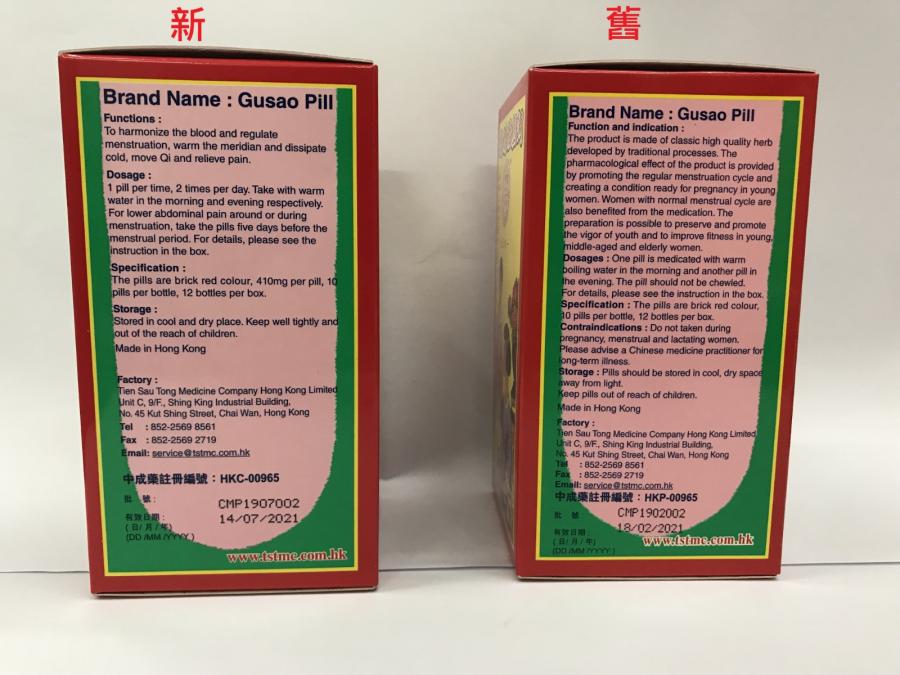 新
舊
Brand Name : Gusao Pill
Functions :
To harmonize the blood and regulate
menstruation, warm the meridian and dissipate
cold, move Qi and relieve pain.
Dosage :
1 pill per time, 2 times per day. Take with warm
water in the morning and evening respectively.
For lower abdominal pain around or during
menstruation, take the pills five days before the
menstrual period. For details, please see the
instruction in the box.
Specification :
The pills are brick red colour, 410mg per pill, 10
pills per bottle, 12 bottles per box.
Storage :
Stored in cool and dry place. Keep well tightly and
out of the reach of children.
Made in Hong Kong
Factory :
Tien Sau Tong Medicine Company Hong Kong Limited
Unit C, 9/F., Shing King Industrial Building,
No. 45 Kut Shing Street, Chai Wan, Hong Kong
Tel : 852-2569 8561
Fax : 852-2569 2719
Email: service@tstmc.com.hk
中成藥註冊編號：HKC-00965
批 號 : CMP1907002
有效日期 : 14/07/2021
( 日/ 月 / 年)
(DD /MM /YYYY )
www.tstmc.com.hk
Brand Name : Gusao Pill
Function and indication :
The product is made of classic high quality herb
developed by traditional processes. The
pharmacological effect of the product is provided
by promoting the regular menstruation cycle and
creating a condition ready for pregnancy in young
women. Women with normal menstrual cycle are
also benefited from the medication. The
preparation is possible to preserve and promote
the vigor of youth and to improve fitness in young,
middle-aged and elderly women.
Dosages : One pill is medicated with warm
boiling water in the morning and another pill in
the evening. The pill should not be chewled.
For details, please see the instruction in the box.
Specification : The pills are brick red colour,
10 pills per bottle, 12 bottles per box.
Contraindications : Do not taken during
pregnancy, menstrual and lactating women.
Please advise a Chinese medicine practitioner for
long-term illness.
Storage : Pills should be stored in cool, dry space
away from light.
Keep pills out of reach of children.
Made in Hong Kong
Factory :
Tien Sau Tong Medicine Company Hong Kong Limited
Unit C, 9/F., Shing King Industrial Building,
No. 45 Kut Shing Street, Chai Wan, Hong Kong
Tel : 852-2569 8561
Fax : 852-2569 2719
Email: service@tstmc.com.hk
中成藥註冊編號：HKP-00965
批 號 CMP1902002
有效日期 : 18/02/2021
( 日/ 月/ 年)
(DD /MM /YYYY )
www.tstmc.com.hk